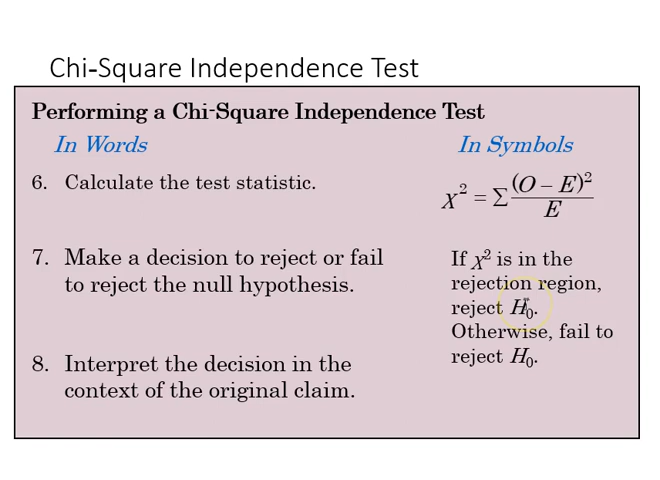 Chi-Square Independence Test
Performing a Chi-Square Independence Test
In Words
In Symbols
6. Calculate the test statistic.
χ² = Σ (O – E)² / E
7. Make a decision to reject or fail
to reject the null hypothesis.
If χ² is in the
rejection region,
reject H₀.
Otherwise, fail to
reject H₀.
8. Interpret the decision in the
context of the original claim.